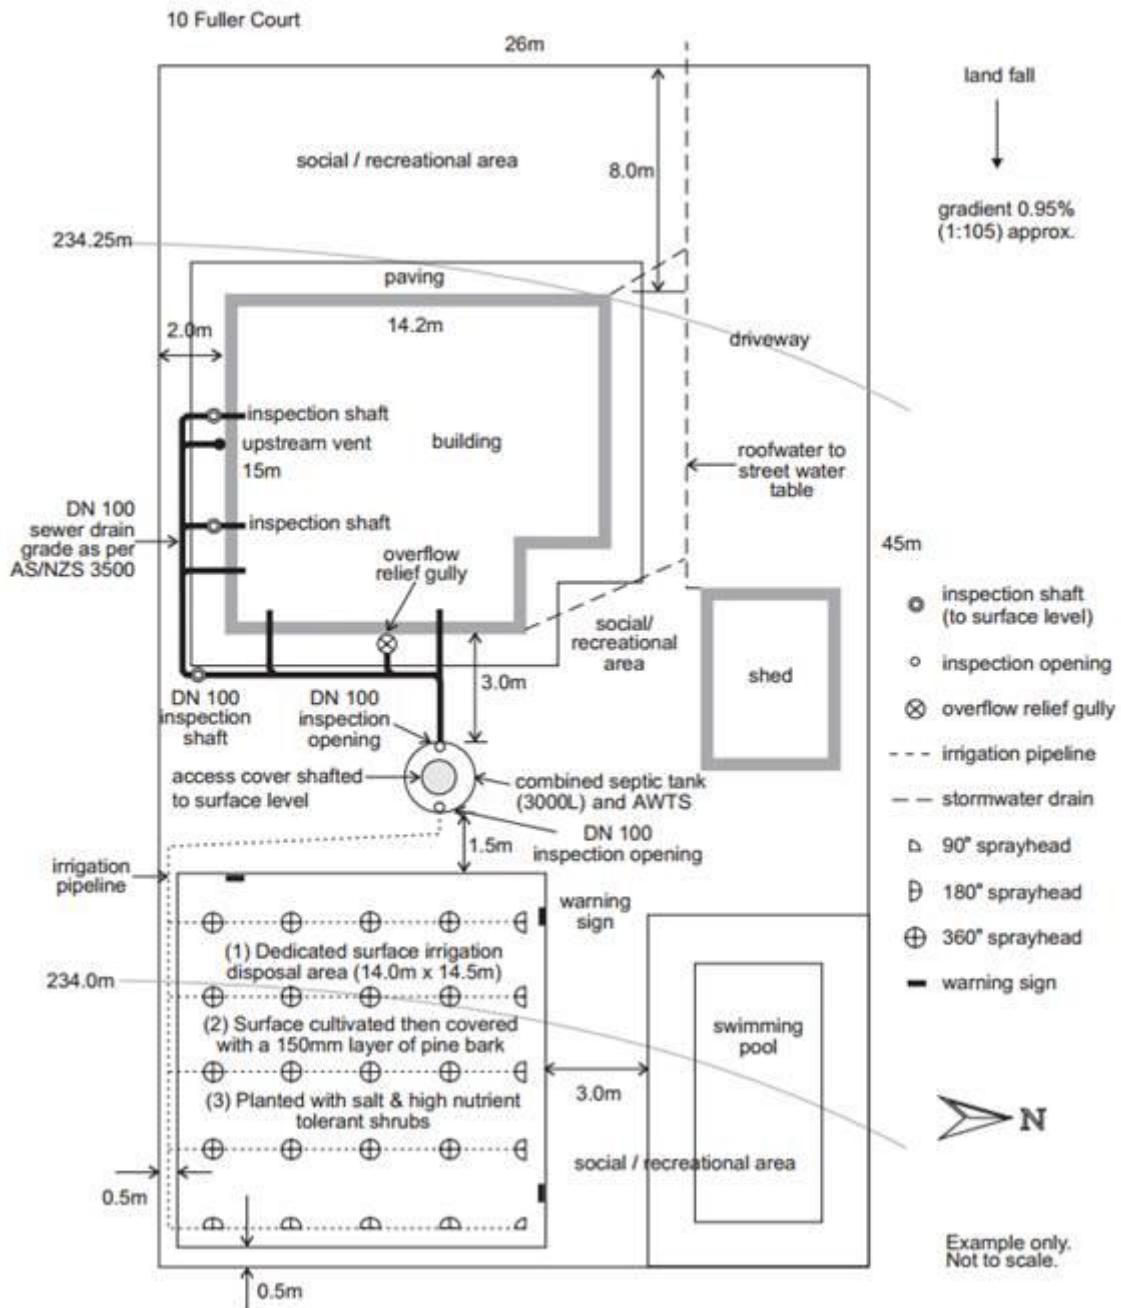 10 Fuller Court
26m
land fall
social / recreational area
8.0m
gradient 0.95%
(1:105) approx.
234.25m
paving
14.2m
2.0m
driveway
inspection shaft
upstream vent
building
15m
roofwater to
street water
table
DN 100
sewer drain
grade as per
AS/NZS 3500
inspection shaft
overflow
relief gully
45m
inspection shaft
(to surface level)
social/
recreational
area
inspection opening
shed
3.0m
DN 100
inspection
shaft
DN 100
inspection
opening
overflow relief gully
irrigation pipeline
access cover shafted
to surface level
combined septic tank
(3000L) and AWTS
stormwater drain
DN 100
inspection opening
1.5m
90° sprayhead
irrigation
pipeline
180° sprayhead
warning
sign
360° sprayhead
(1) Dedicated surface irrigation
disposal area (14.0m x 14.5m)
234.0m
warning sign
(2) Surface cultivated then covered
with a 150mm layer of pine bark
swimming
pool
(3) Planted with salt & high nutrient
tolerant shrubs
3.0m
N
social / recreational area
0.5m
0.5m
Example only.
Not to scale.